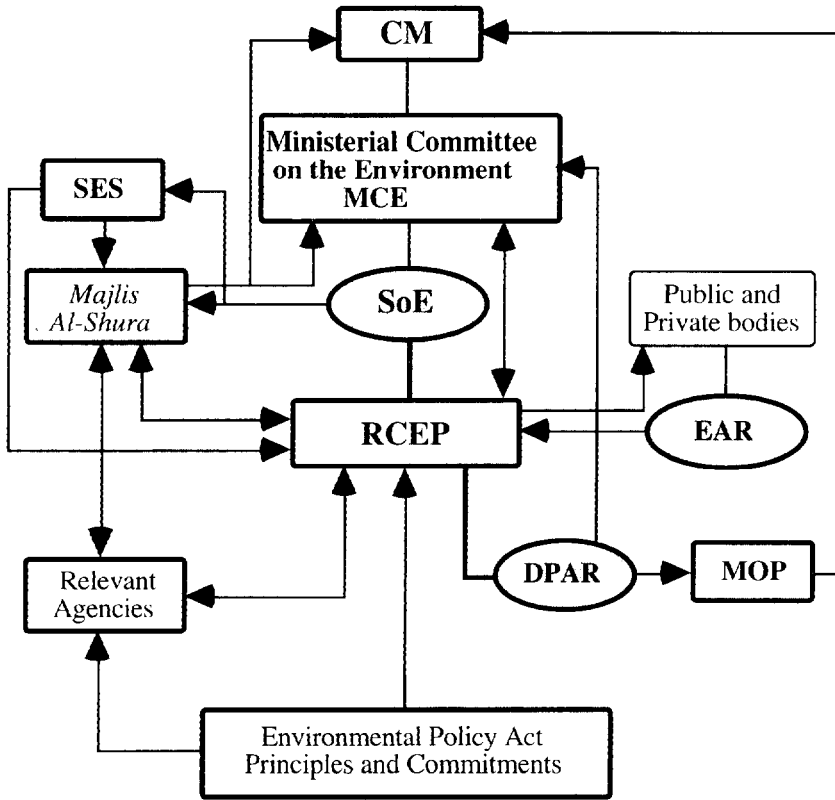 CM
Ministerial Committee
on the Environment
MCE
SES
Majlis
Al-Shura
SoE
Public and
Private bodies
RCEP
EAR
Relevant
Agencies
DPAR
MOP
Environmental Policy Act
Principles and Commitments